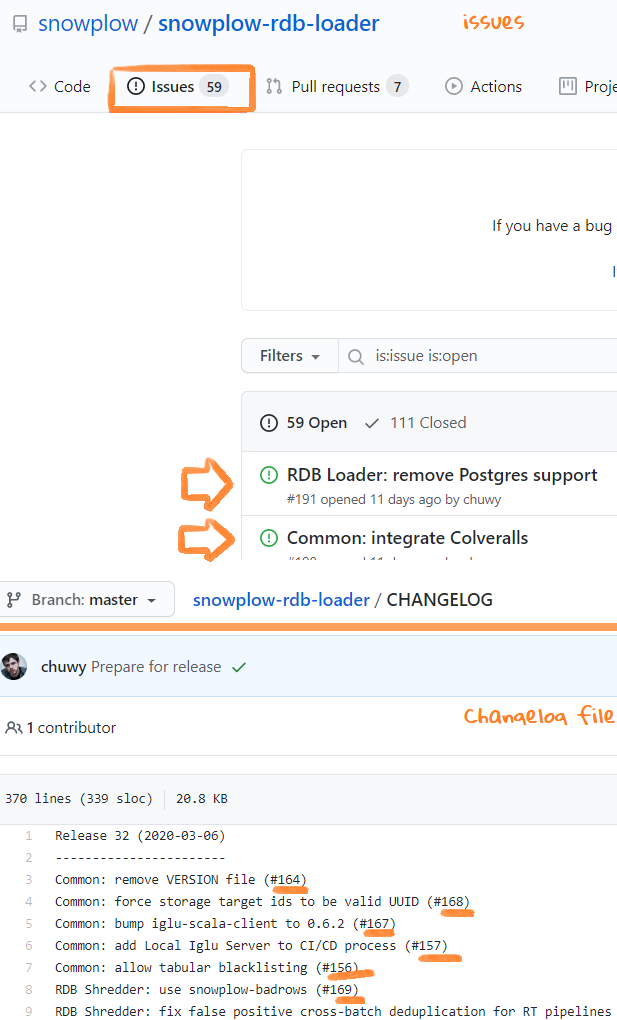 snowplow / snowplow-rdb-loader
issues
Code Issues 59 Pull requests 7 Actions Proje
If you have a bug
Filters is:issue is:open
59 Open 111 Closed
RDB Loader: remove Postgres support
#191 opened 11 days ago by chuwy
Common: integrate Colveralls
Branch: master snowplow-rdb-loader / CHANGELOG
chuwy Prepare for release
Changelog file
1 contributor
370 lines (339 sloc) 20.8 KB
1 Release 32 (2020-03-06)
2 -----------------------
3 Common: remove VERSION file (#164)
4 Common: force storage target ids to be valid UUID (#168)
5 Common: bump iglu-scala-client to 0.6.2 (#167)
6 Common: add Local Iglu Server to CI/CD process (#157)
7 Common: allow tabular blacklisting (#156)
8 RDB Shredder: use snowplow-badrows (#169)
9 RDB Shredder: fix false positive cross-batch deduplication for RT pipelines